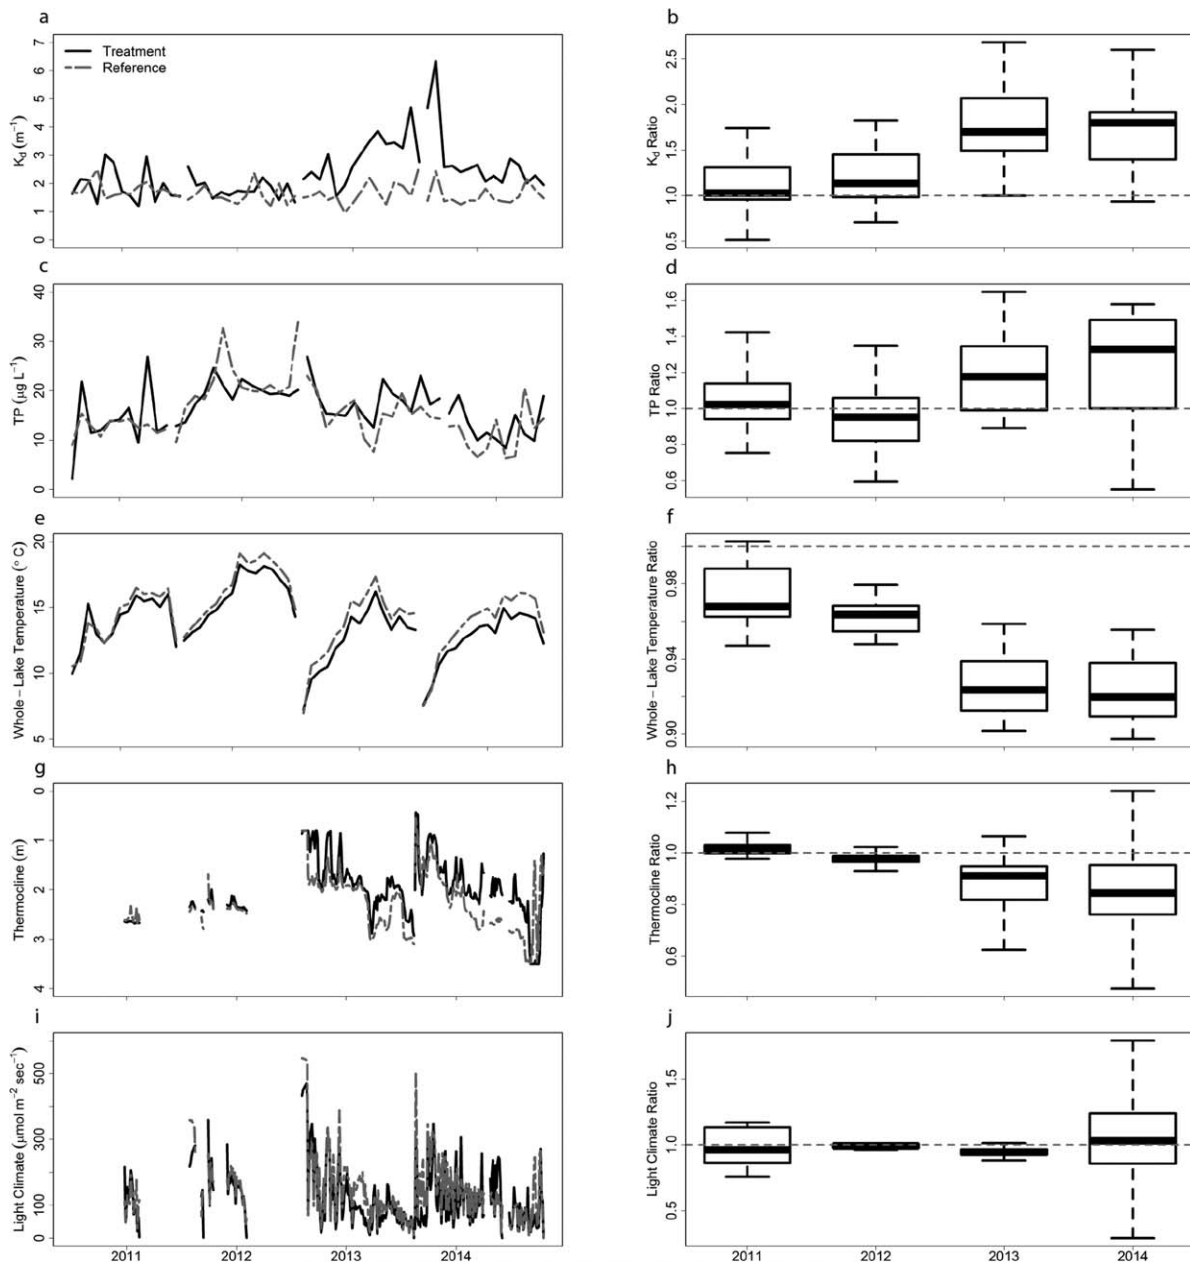 a
7
6
5
4
3
2
1
0
K_d (m⁻¹)
Treatment
Reference
b
2.5
2.0
1.5
1.0
0.5
K_d Ratio
c
40
30
20
10
0
TP (µg L⁻¹)
d
1.6
1.4
1.2
1.0
0.8
0.6
TP Ratio
e
20
15
10
5
Whole – Lake Temperature (° C)
f
0.98
0.94
0.90
Whole – Lake Temperature Ratio
g
0
1
2
3
4
Thermocline (m)
h
1.2
1.0
0.8
0.6
Thermocline Ratio
i
500
300
100
0
Light Climate (µmol m⁻² sec⁻¹)
2011 2012 2013 2014
j
1.5
1.0
0.5
Light Climate Ratio
2011 2012 2013 2014